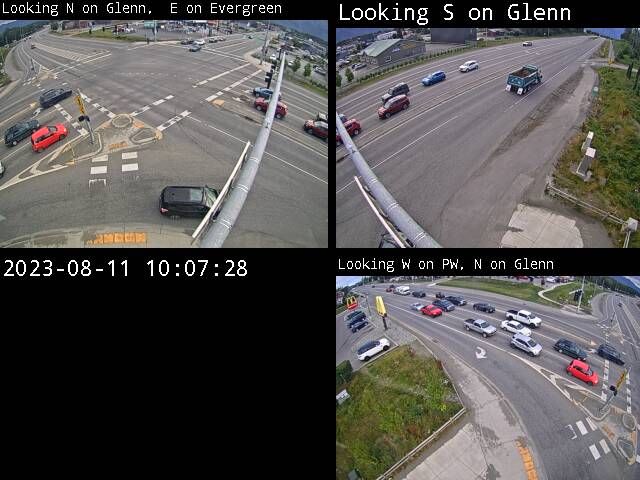 Looking N on Glenn, E on Evergreen
Looking S on Glenn
2023-08-11 10:07:28
Looking W on PW, N on Glenn